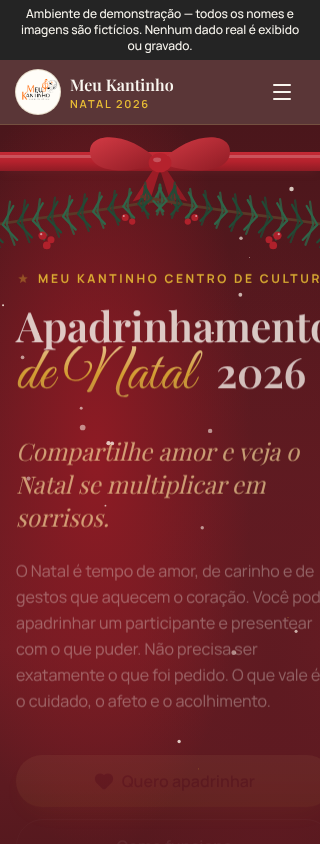 Ambiente de demonstração — todos os nomes e
imagens são fictícios. Nenhum dado real é exibido
ou gravado.
Meu Kantinho
NATAL 2026
MEU KANTINHO CENTRO DE CULTUR
Apadrinhamento
de Natal 2026
Compartilhe amor e veja o
Natal se multiplicar em
sorrisos.
O Natal é tempo de amor, de carinho e de
gestos que aquecem o coração. Você pod
apadrinhar um participante e presentear
com o que puder. Não precisa ser
exatamente o que foi pedido. O que vale é
o cuidado, o afeto e o acolhimento.
Quero apadrinhar